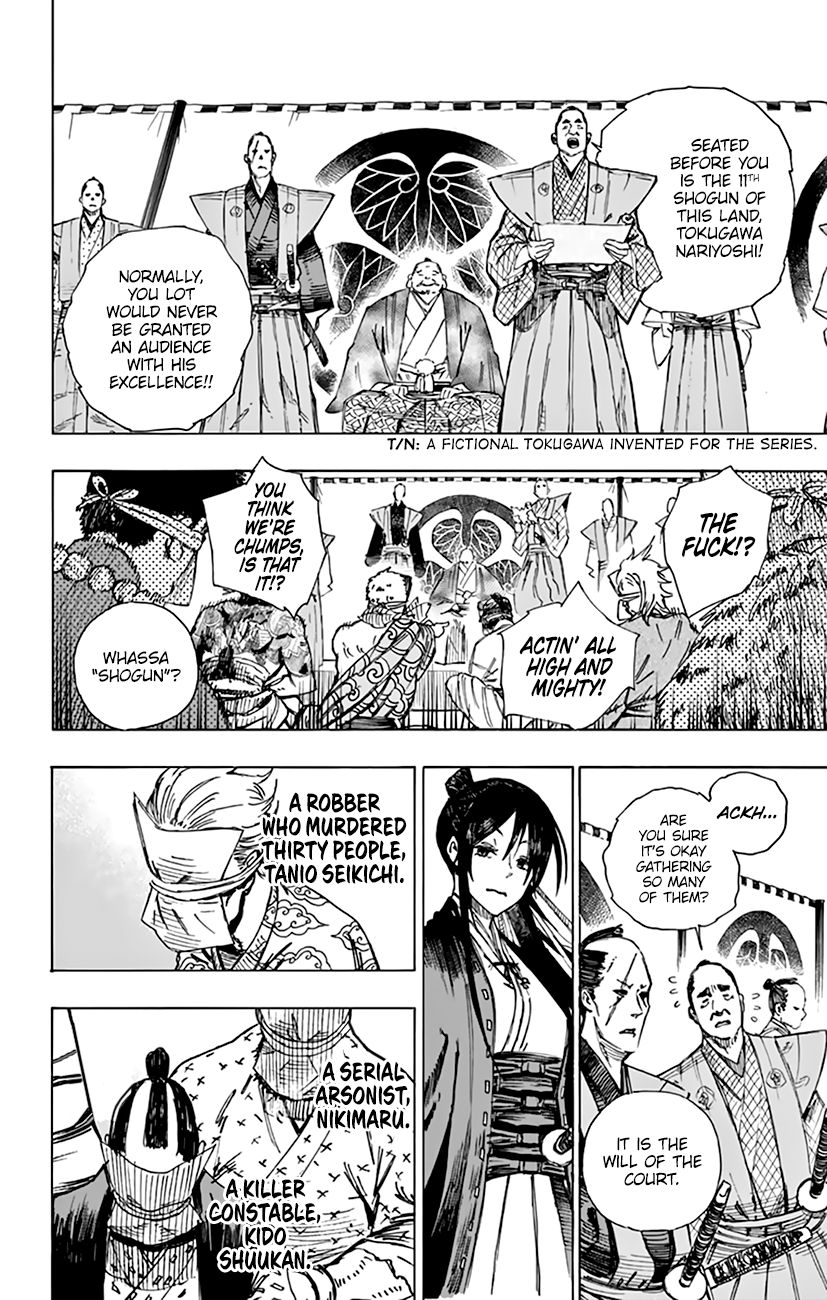 SEATED
BEFORE YOU
IS THE 11TH
SHOGUN OF
THIS LAND,
TOKUGAWA
NARIYOSHI!
NORMALLY,
YOU LOT
WOULD NEVER
BE GRANTED
AN AUDIENCE
WITH HIS
EXCELLENCE!!
T/N: A FICTIONAL TOKUGAWA INVENTED FOR THE SERIES.
THE
FUCK!?
YOU
THINK
WE'RE
CHUMPS,
IS THAT
IT!?
ACTIN' ALL
HIGH AND
MIGHTY!
WHASSA
"SHOGUN"?
ACKH...
ARE
YOU SURE
IT'S OKAY
GATHERING
SO MANY
OF THEM?
IT IS THE
WILL OF THE
COURT.
A ROBBER
WHO MURDERED
THIRTY PEOPLE,
TANIO SEIKICHI.
A SERIAL
ARSONIST,
NIKIMARU.
A KILLER
CONSTABLE,
KIDO
SHUUKAN.